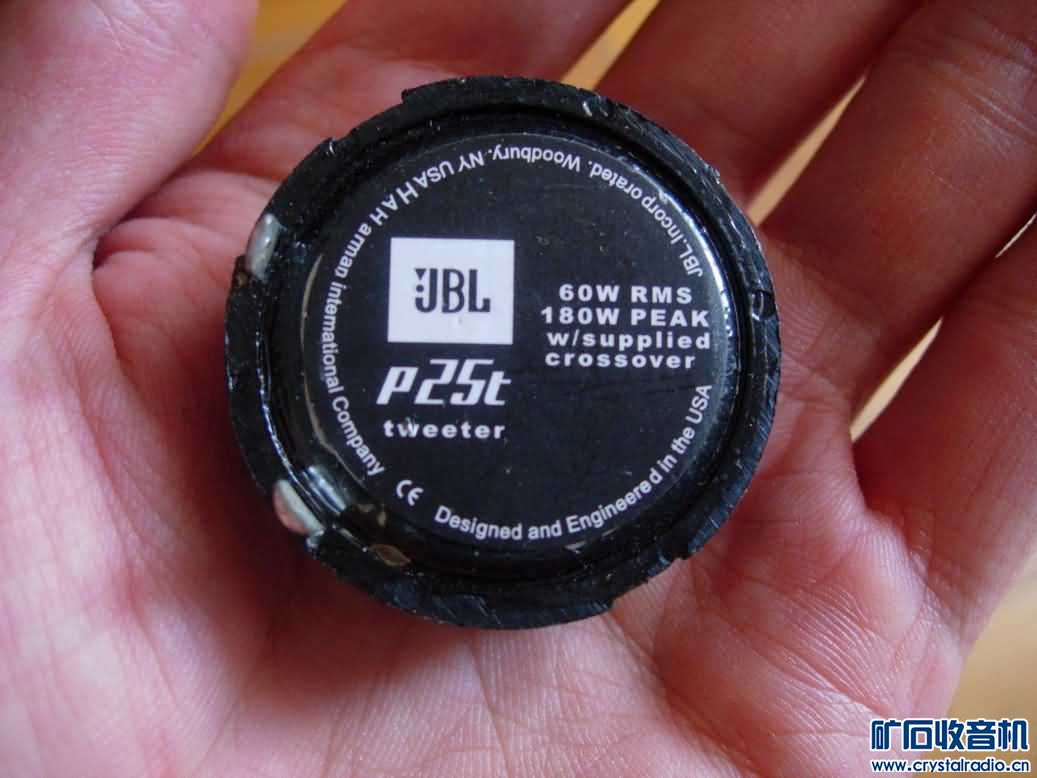 JBL Incorporated. Woodbury. NY USA H A H arman international Company
JBL
P25t
tweeter
60W RMS
180W PEAK
w/supplied
crossover
CE
Designed and Engineered in the USA
矿石收音机
www.crystalradio.cn